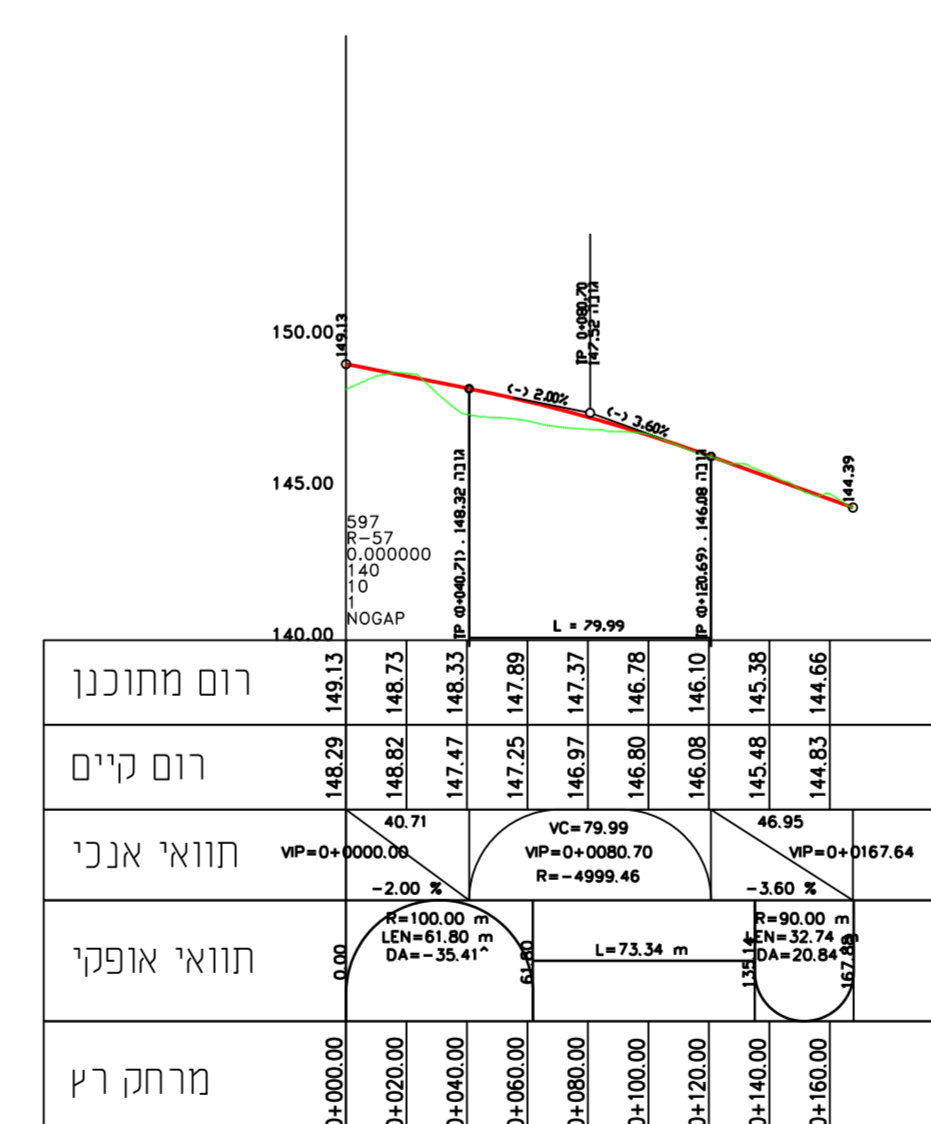 150.00
149.13
TP 0+080.70
גובה 147.52
(-) 2.00%
(-) 3.60%
145.00
144.39
597
R-57
0.000000
140
10
1
NOGAP
TP (0+040.71) . 148.32 גובה
TP (0+120.69) . 146.08 גובה
L = 79.99
140.00
רום מתוכנן 149.13 148.73 148.33 147.89 147.37 146.78 146.10 145.38 144.66
רום קיים 148.29 148.82 147.47 147.25 146.97 146.80 146.08 145.48 144.83
תוואי אנכי
40.71
VIP=0+0000.00
-2.00 %
VC=79.99
VIP=0+0080.70
R=-4999.46
46.95
VIP=0+0167.64
-3.60 %
תוואי אופקי
0.00
R=100.00 m
LEN=61.80 m
DA=-35.41^
61.80
L=73.34 m
135.14
R=90.00 m
LEN=32.74
DA=20.84^
167.88
מרחק רץ 0+000.00 0+020.00 0+040.00 0+060.00 0+080.00 0+100.00 0+120.00 0+140.00 0+160.00